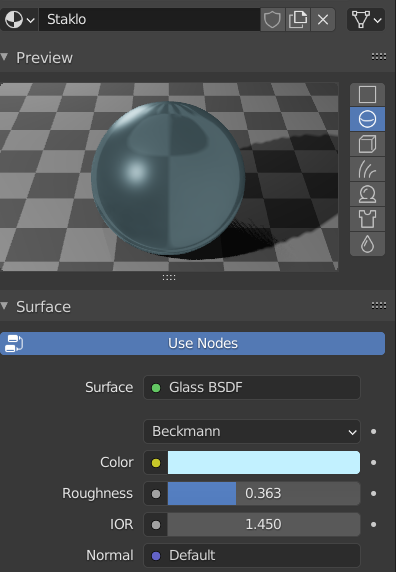 Staklo
Preview
Surface
Use Nodes
Surface Glass BSDF
Beckmann
Color
Roughness 0.363
IOR 1.450
Normal Default